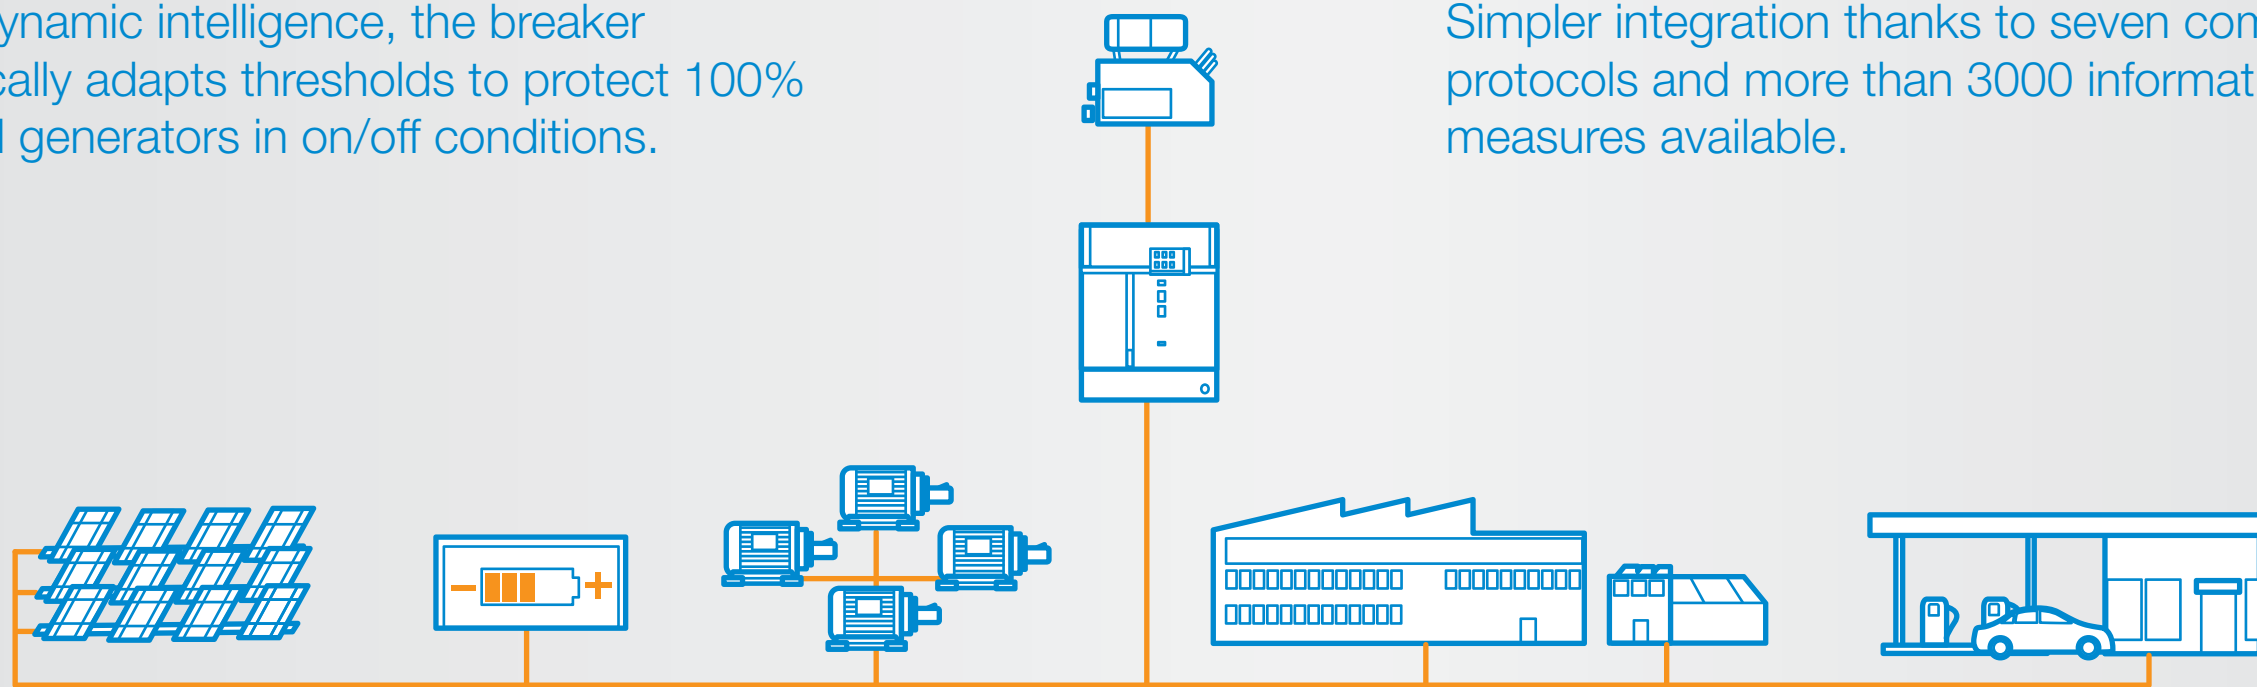 ynamic intelligence, the breaker
cally adapts thresholds to protect 100%
generators in on/off conditions.
Simpler integration thanks to seven con
protocols and more than 3000 informat
measures available.